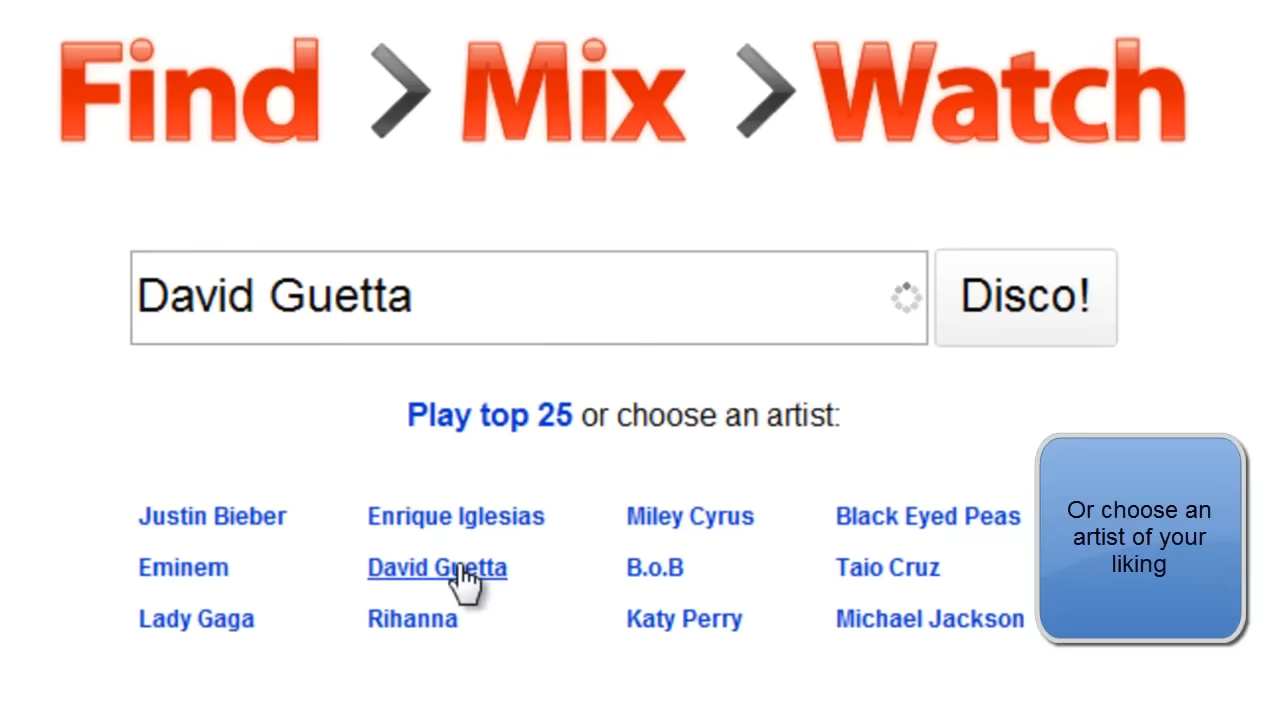 Find > Mix > Watch
David Guetta
Disco!
Play top 25 or choose an artist:
Justin Bieber Enrique Iglesias Miley Cyrus Black Eyed Peas
Eminem David Guetta B.o.B Taio Cruz
Lady Gaga Rihanna Katy Perry Michael Jackson
Or choose an
artist of your
liking